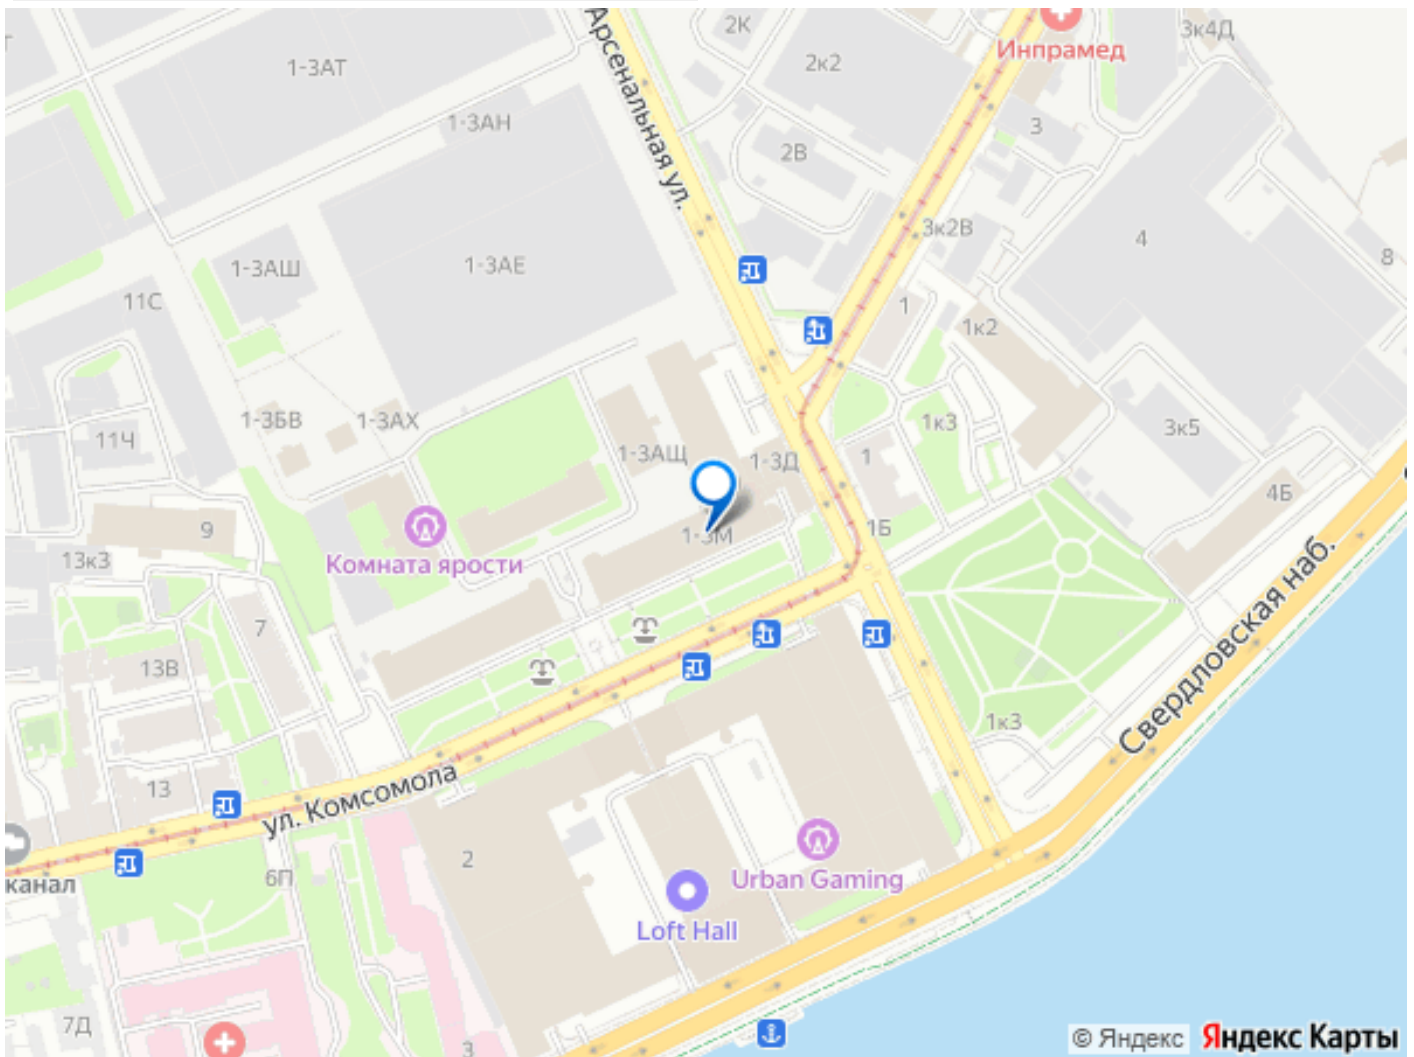 2К
3к4Д
Инпрамед
1-3АТ
2к2
Арсенальная ул.
1-3АН
3
2В
3к2В
4
8
1-3АШ
1-3АЕ
11С
1
1к2
1-3БВ
1-3АХ
1к3
3к5
11Ч
1-3АЩ
1-3Д
1
4Б
9
1-3М
1Б
13к3
Комната ярости
Свердловская наб.
7
13В
1к3
13
ул. Комсомола
2
канал
6П
Urban Gaming
Loft Hall
7Д
3
© Яндекс Яндекс Карты